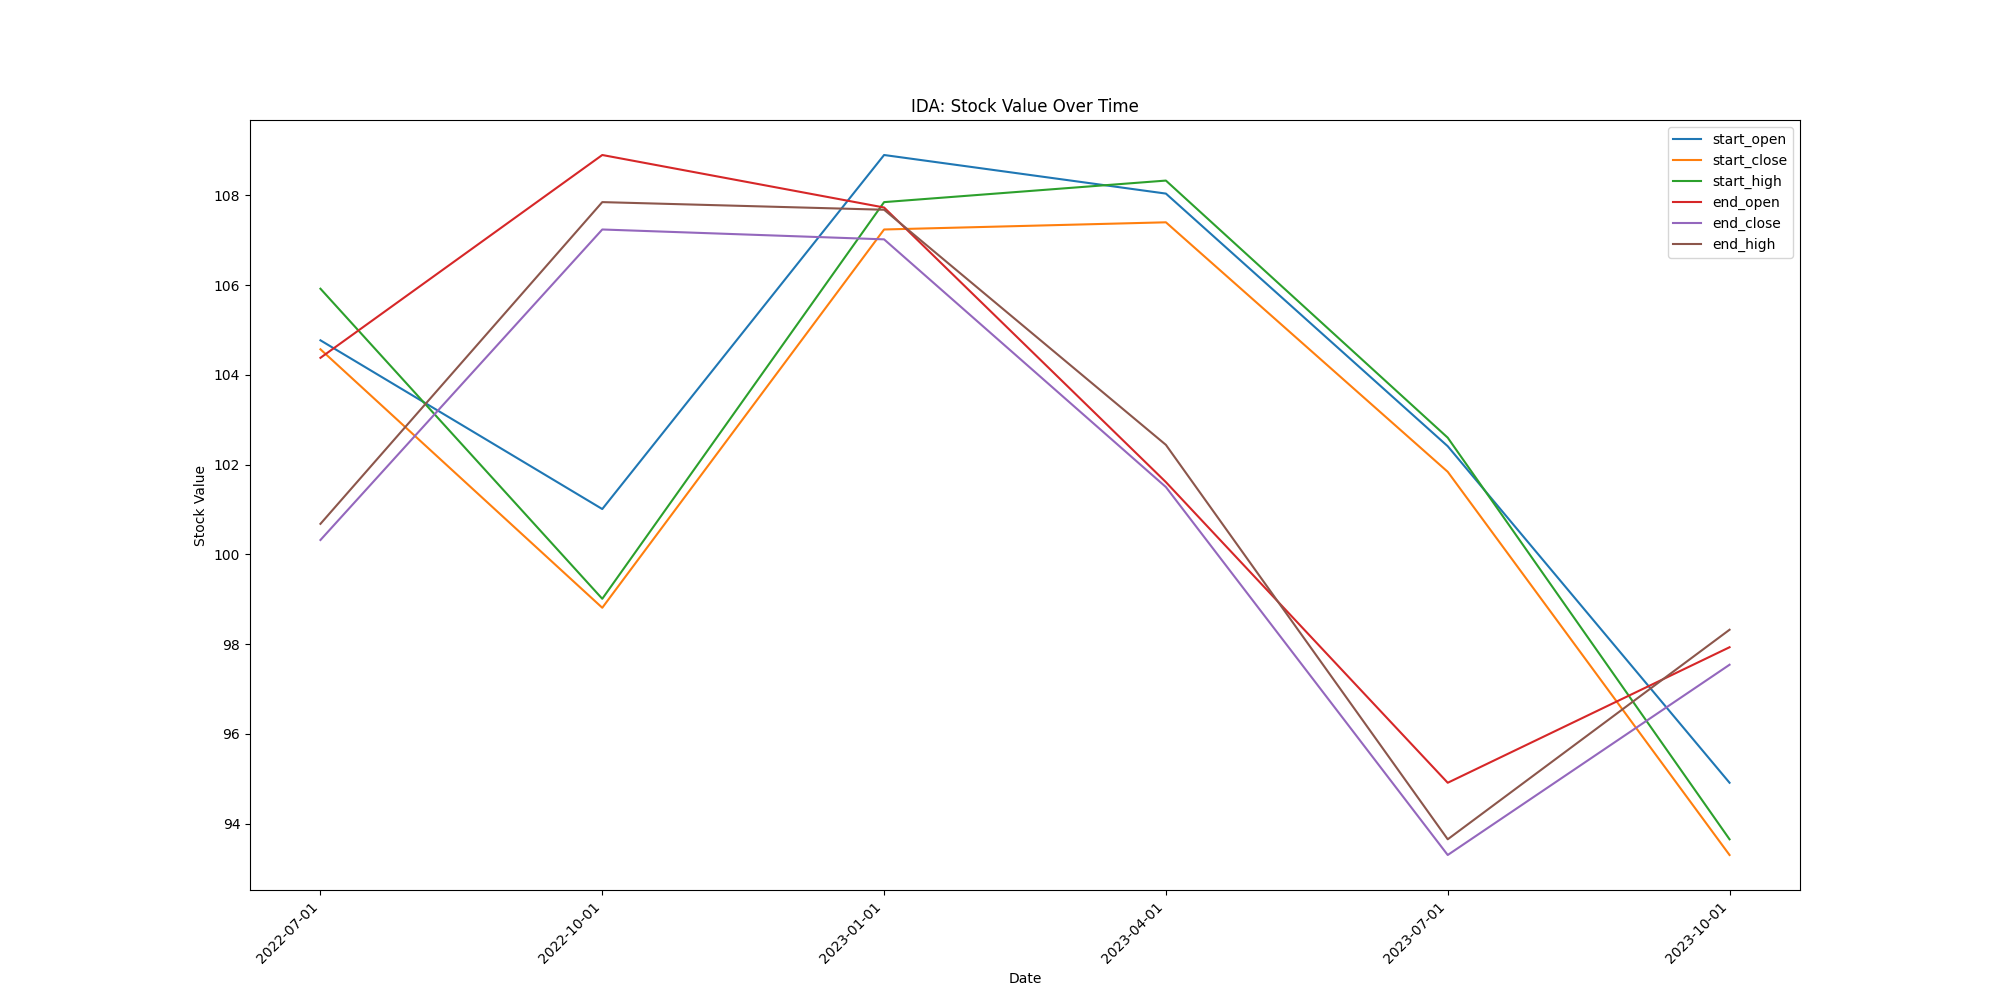 IDA: Stock Value Over Time
start_open
start_close
start_high
end_open
end_close
end_high
Stock Value
108
106
104
102
100
98
96
94
2022-07-01
2022-10-01
2023-01-01
2023-04-01
2023-07-01
2023-10-01
Date